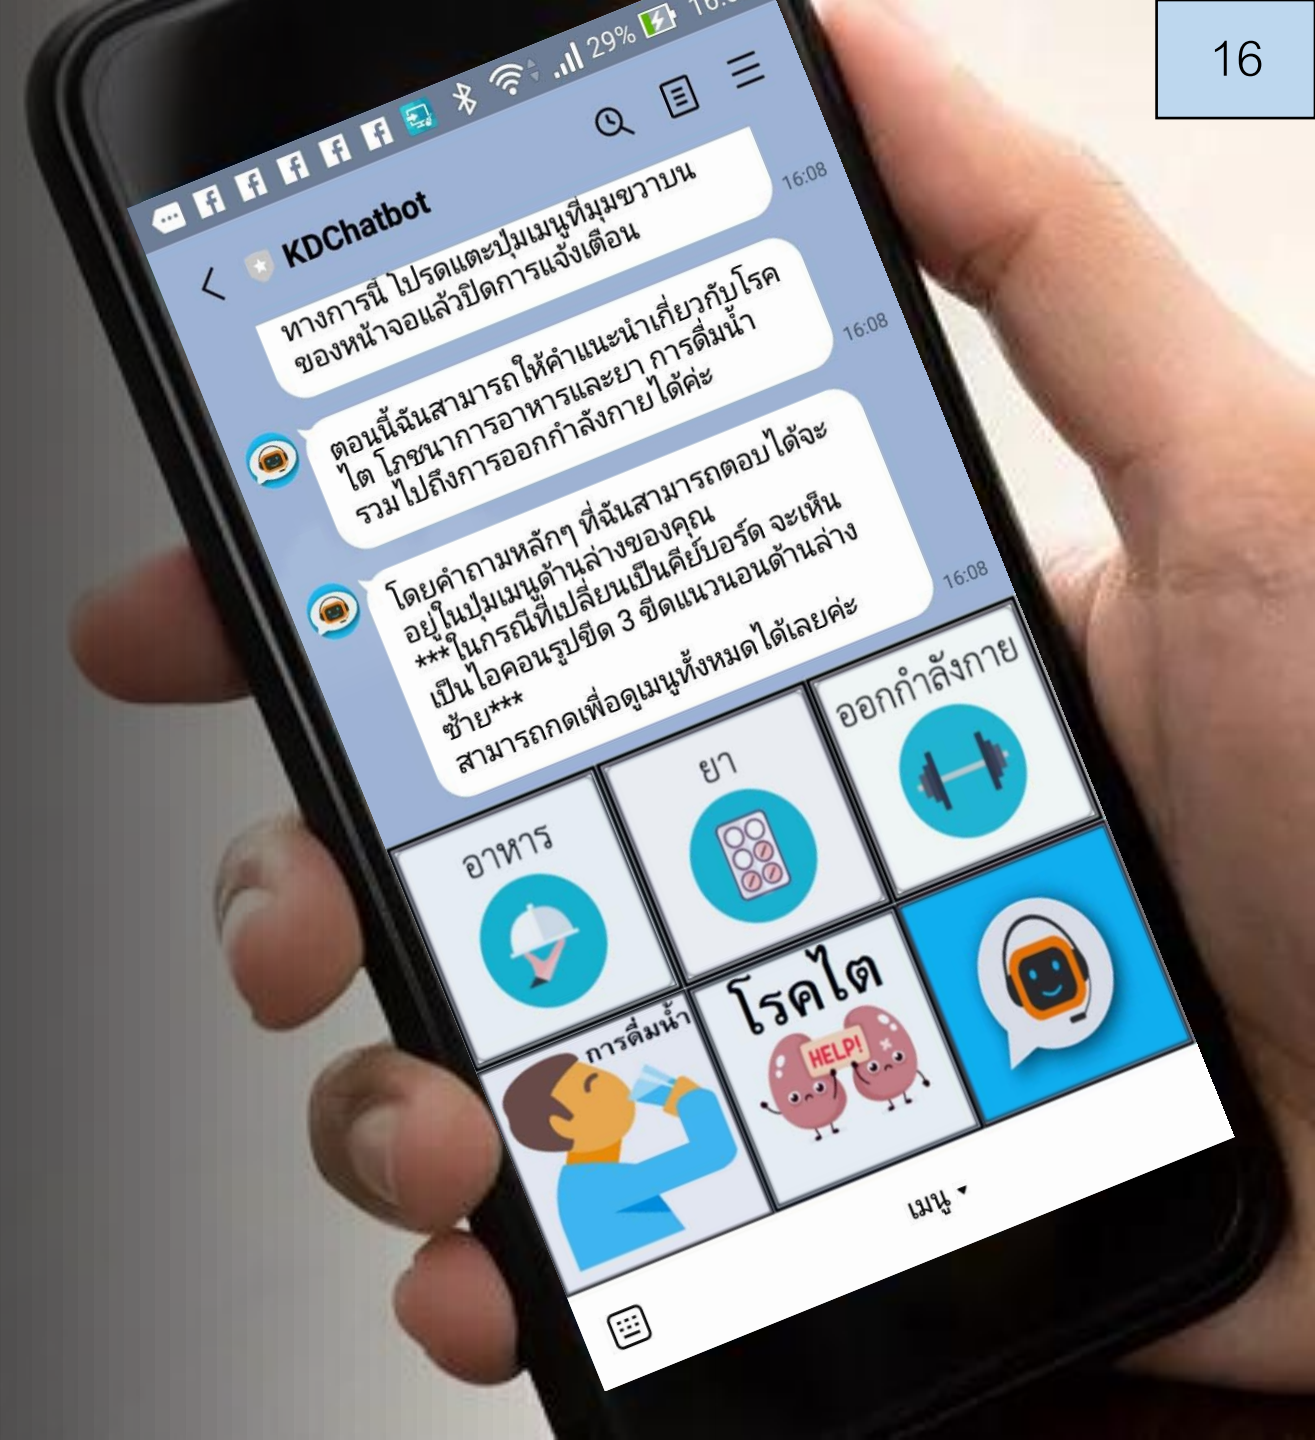 16
29%
KDChatbot
ทางการนี้ โปรดแตะปุ่มเมนูที่มุมขวาบน
ของหน้าจอแล้วปิดการแจ้งเตือน
16:08
ตอนนี้ฉันสามารถให้คำแนะนำเกี่ยวกับโรค
ไต โภชนาการอาหารและยา การดื่มน้ำ
รวมไปถึงการออกกำลังกายได้ค่ะ
16:08
โดยคำถามหลักๆ ที่ฉันสามารถตอบได้จะ
อยู่ในปุ่มเมนูด้านล่างของคุณ
***ในกรณีที่เปลี่ยนเป็นคีย์บอร์ด จะเห็น
เป็นไอคอนรูปขีด 3 ขีดแนวนอนด้านล่าง
ซ้าย***
สามารถกดเพื่อดูเมนูทั้งหมดได้เลยค่ะ
16:08
อาหาร
ยา
ออกกำลังกาย
การดื่มน้ำ
โรคไต
HELP!
เมนู